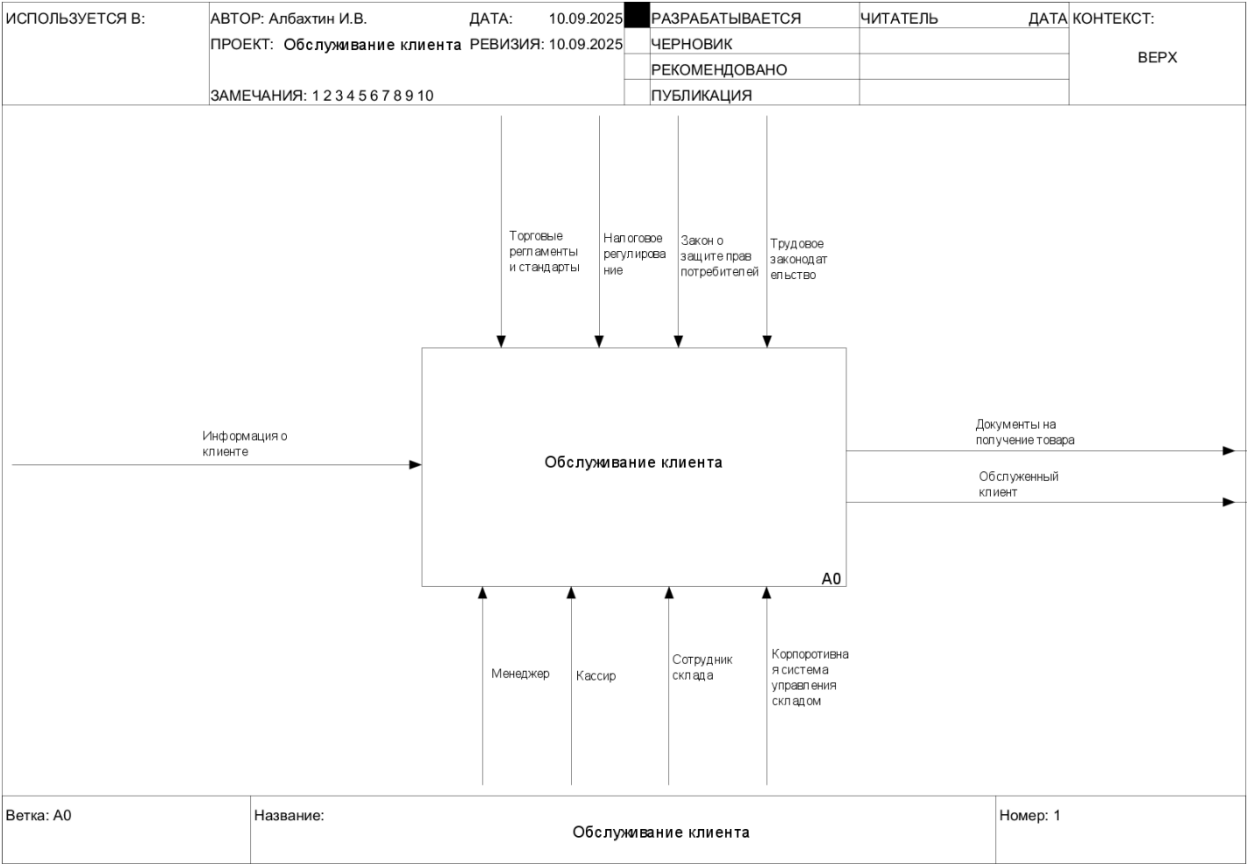 ИСПОЛЬЗУЕТСЯ В:
АВТОР: Албахтин И.В.
ДАТА: 10.09.2025
ПРОЕКТ: Обслуживание клиента
РЕВИЗИЯ: 10.09.2025
ЗАМЕЧАНИЯ: 1 2 3 4 5 6 7 8 9 10
РАЗРАБАТЫВАЕТСЯ
ЧЕРНОВИК
РЕКОМЕНДОВАНО
ПУБЛИКАЦИЯ
ЧИТАТЕЛЬ
ДАТА
КОНТЕКСТ:
ВЕРХ
Торговые
регламенты
и стандарты
Налоговое
регулирова
ние
Закон о
защите прав
потребителей
Трудовое
законодат
ельство
Информация о
клиенте
Обслуживание клиента
A0
Документы на
получение товара
Обслуженный
клиент
Менеджер
Кассир
Сотрудник
склада
Корпоротивна
я система
управления
складом
Ветка: A0
Название:
Обслуживание клиента
Номер: 1